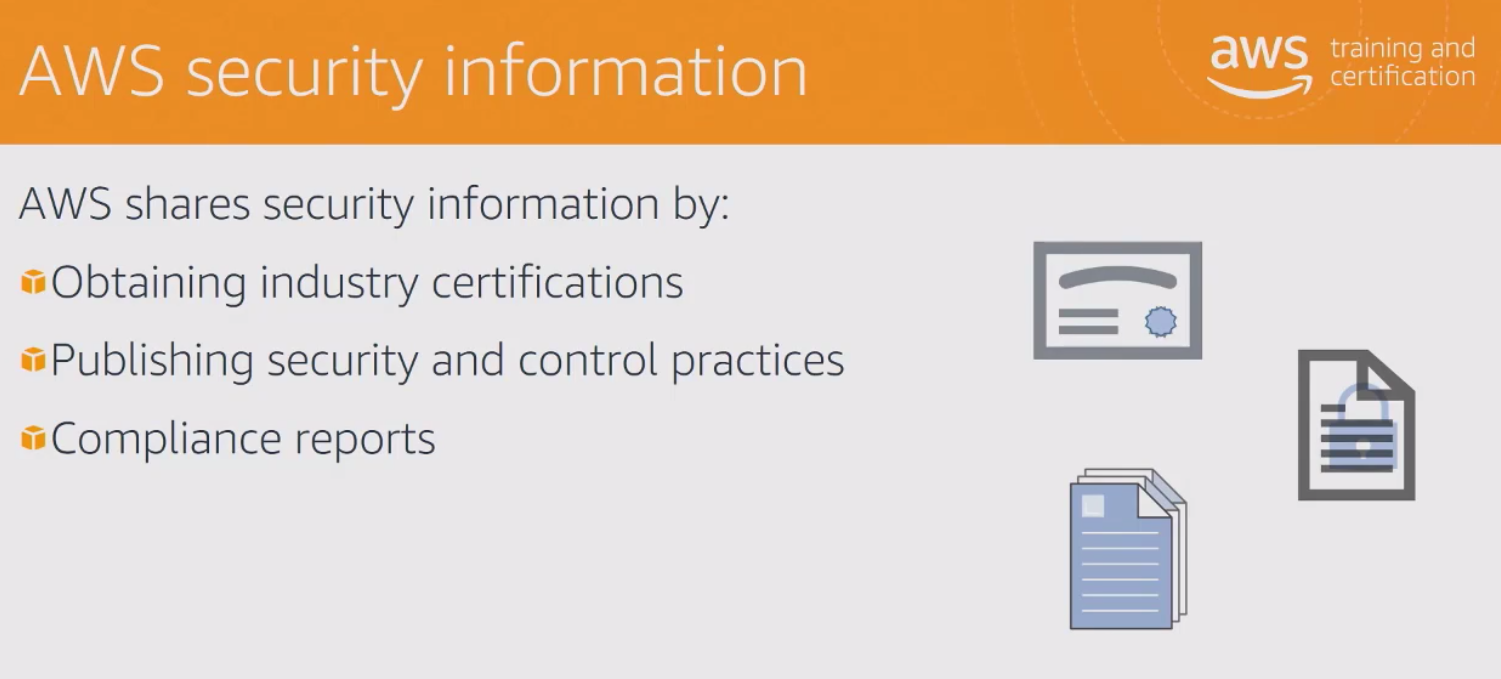 AWS security information
aws training and
certification
AWS shares security information by:
Obtaining industry certifications
Publishing security and control practices
Compliance reports